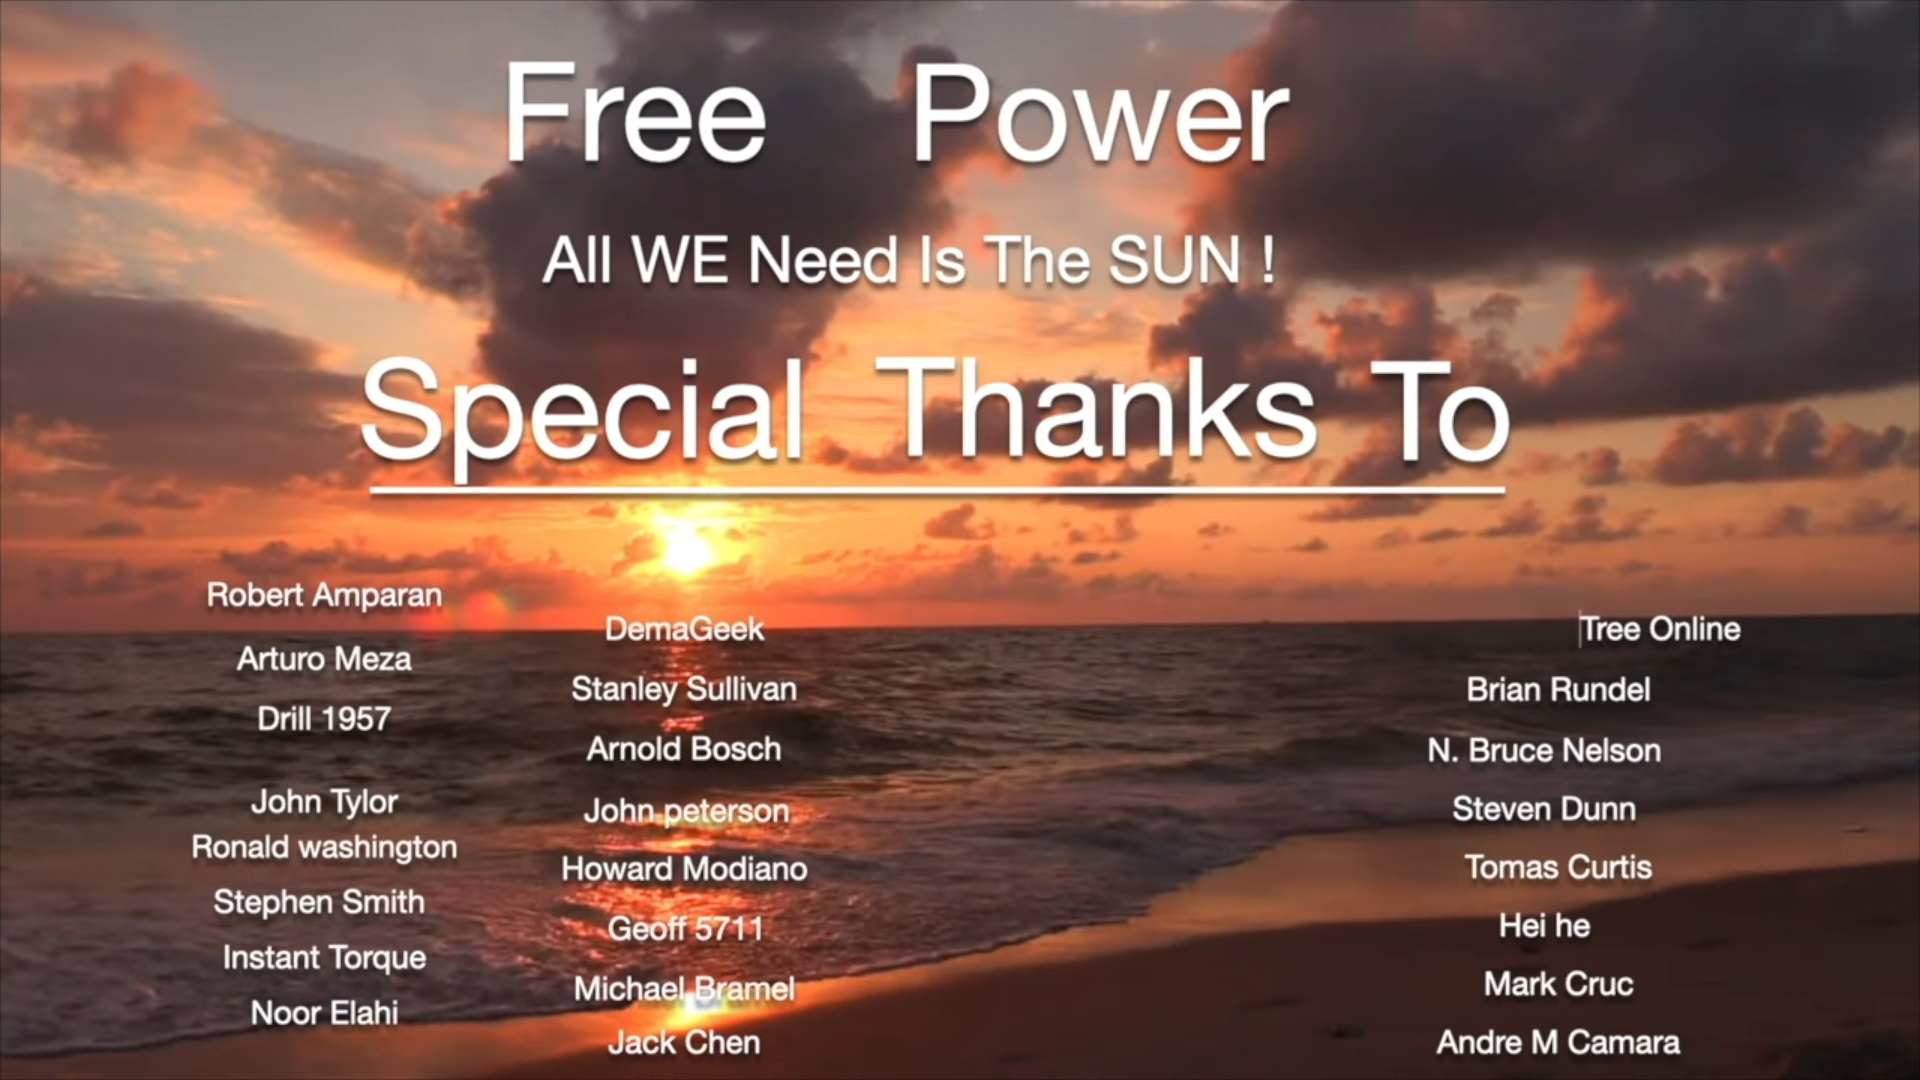 Free Power
All WE Need Is The SUN !
Special Thanks To
Robert Amparan
Arturo Meza
Drill 1957
John Tylor
Ronald washington
Stephen Smith
Instant Torque
Noor Elahi
DemaGeek
Stanley Sullivan
Arnold Bosch
John peterson
Howard Modiano
Geoff 5711
Michael Bramel
Jack Chen
Tree Online
Brian Rundel
N. Bruce Nelson
Steven Dunn
Tomas Curtis
Hei he
Mark Cruc
Andre M Camara